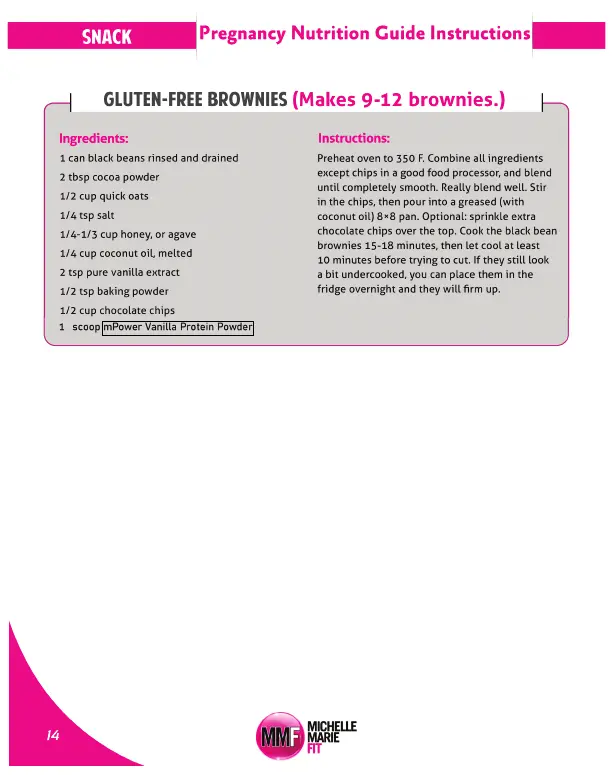 SNACK
Pregnancy Nutrition Guide Instructions
GLUTEN-FREE BROWNIES (Makes 9-12 brownies.)
Ingredients:
1 can black beans rinsed and drained
2 tbsp cocoa powder
1/2 cup quick oats
1/4 tsp salt
1/4-1/3 cup honey, or agave
1/4 cup coconut oil, melted
2 tsp pure vanilla extract
1/2 tsp baking powder
1/2 cup chocolate chips
1 scoop mPower Vanilla Protein Powder
Instructions:
Preheat oven to 350 F. Combine all ingredients
except chips in a good food processor, and blend
until completely smooth. Really blend well. Stir
in the chips, then pour into a greased (with
coconut oil) 8×8 pan. Optional: sprinkle extra
chocolate chips over the top. Cook the black bean
brownies 15-18 minutes, then let cool at least
10 minutes before trying to cut. If they still look
a bit undercooked, you can place them in the
fridge overnight and they will firm up.
14
MMF
MICHELLE
MARIE
FIT